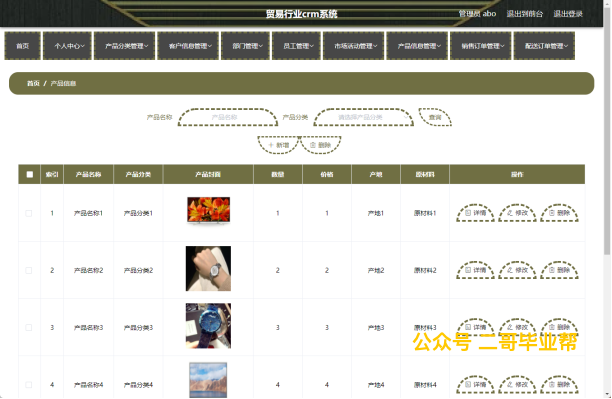 贸易行业crm系统
管理员 abo 退出到前台 退出登录
首页 个人中心 产品分类管理 客户信息管理 部门管理 员工管理 市场活动管理 产品信息管理 销售订单管理 配送订单管理
首页 / 产品信息
产品名称 产品名称 产品分类 请选择产品分类 查询
+ 新增 删除
索引 产品名称 产品分类 产品封面 数量 价格 产地 原材料 操作
1 产品名称1 产品分类1 1 1 产地1 原材料1 详情 修改 删除
2 产品名称2 产品分类2 2 2 产地2 原材料2 详情 修改 删除
3 产品名称3 产品分类3 3 3 产地3 原材料3 详情 修改 删除
公众号 二哥毕业帮
4 产品名称4 产品分类4 4 4 产地4 原材料4 详情 修改 删除